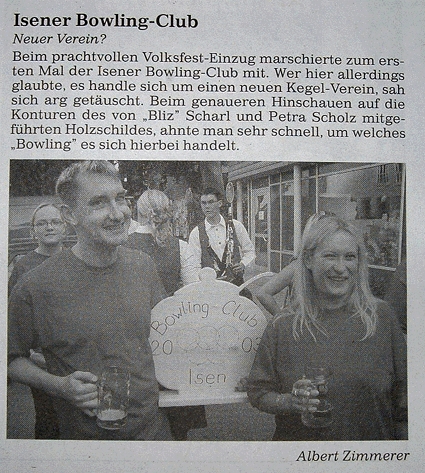 Isener Bowling-Club
Neuer Verein?
Beim prachtvollen Volksfest-Einzug marschierte zum ers-
ten Mal der Isener Bowling-Club mit. Wer hier allerdings
glaubte, es handle sich um einen neuen Kegel-Verein, sah
sich arg getäuscht. Beim genaueren Hinschauen auf die
Konturen des von „Bliz" Scharl und Petra Scholz mitge-
führten Holzschildes, ahnte man sehr schnell, um welches
„Bowling" es sich hierbei handelt.
Bowling-Club
2003
Isen
Albert Zimmerer